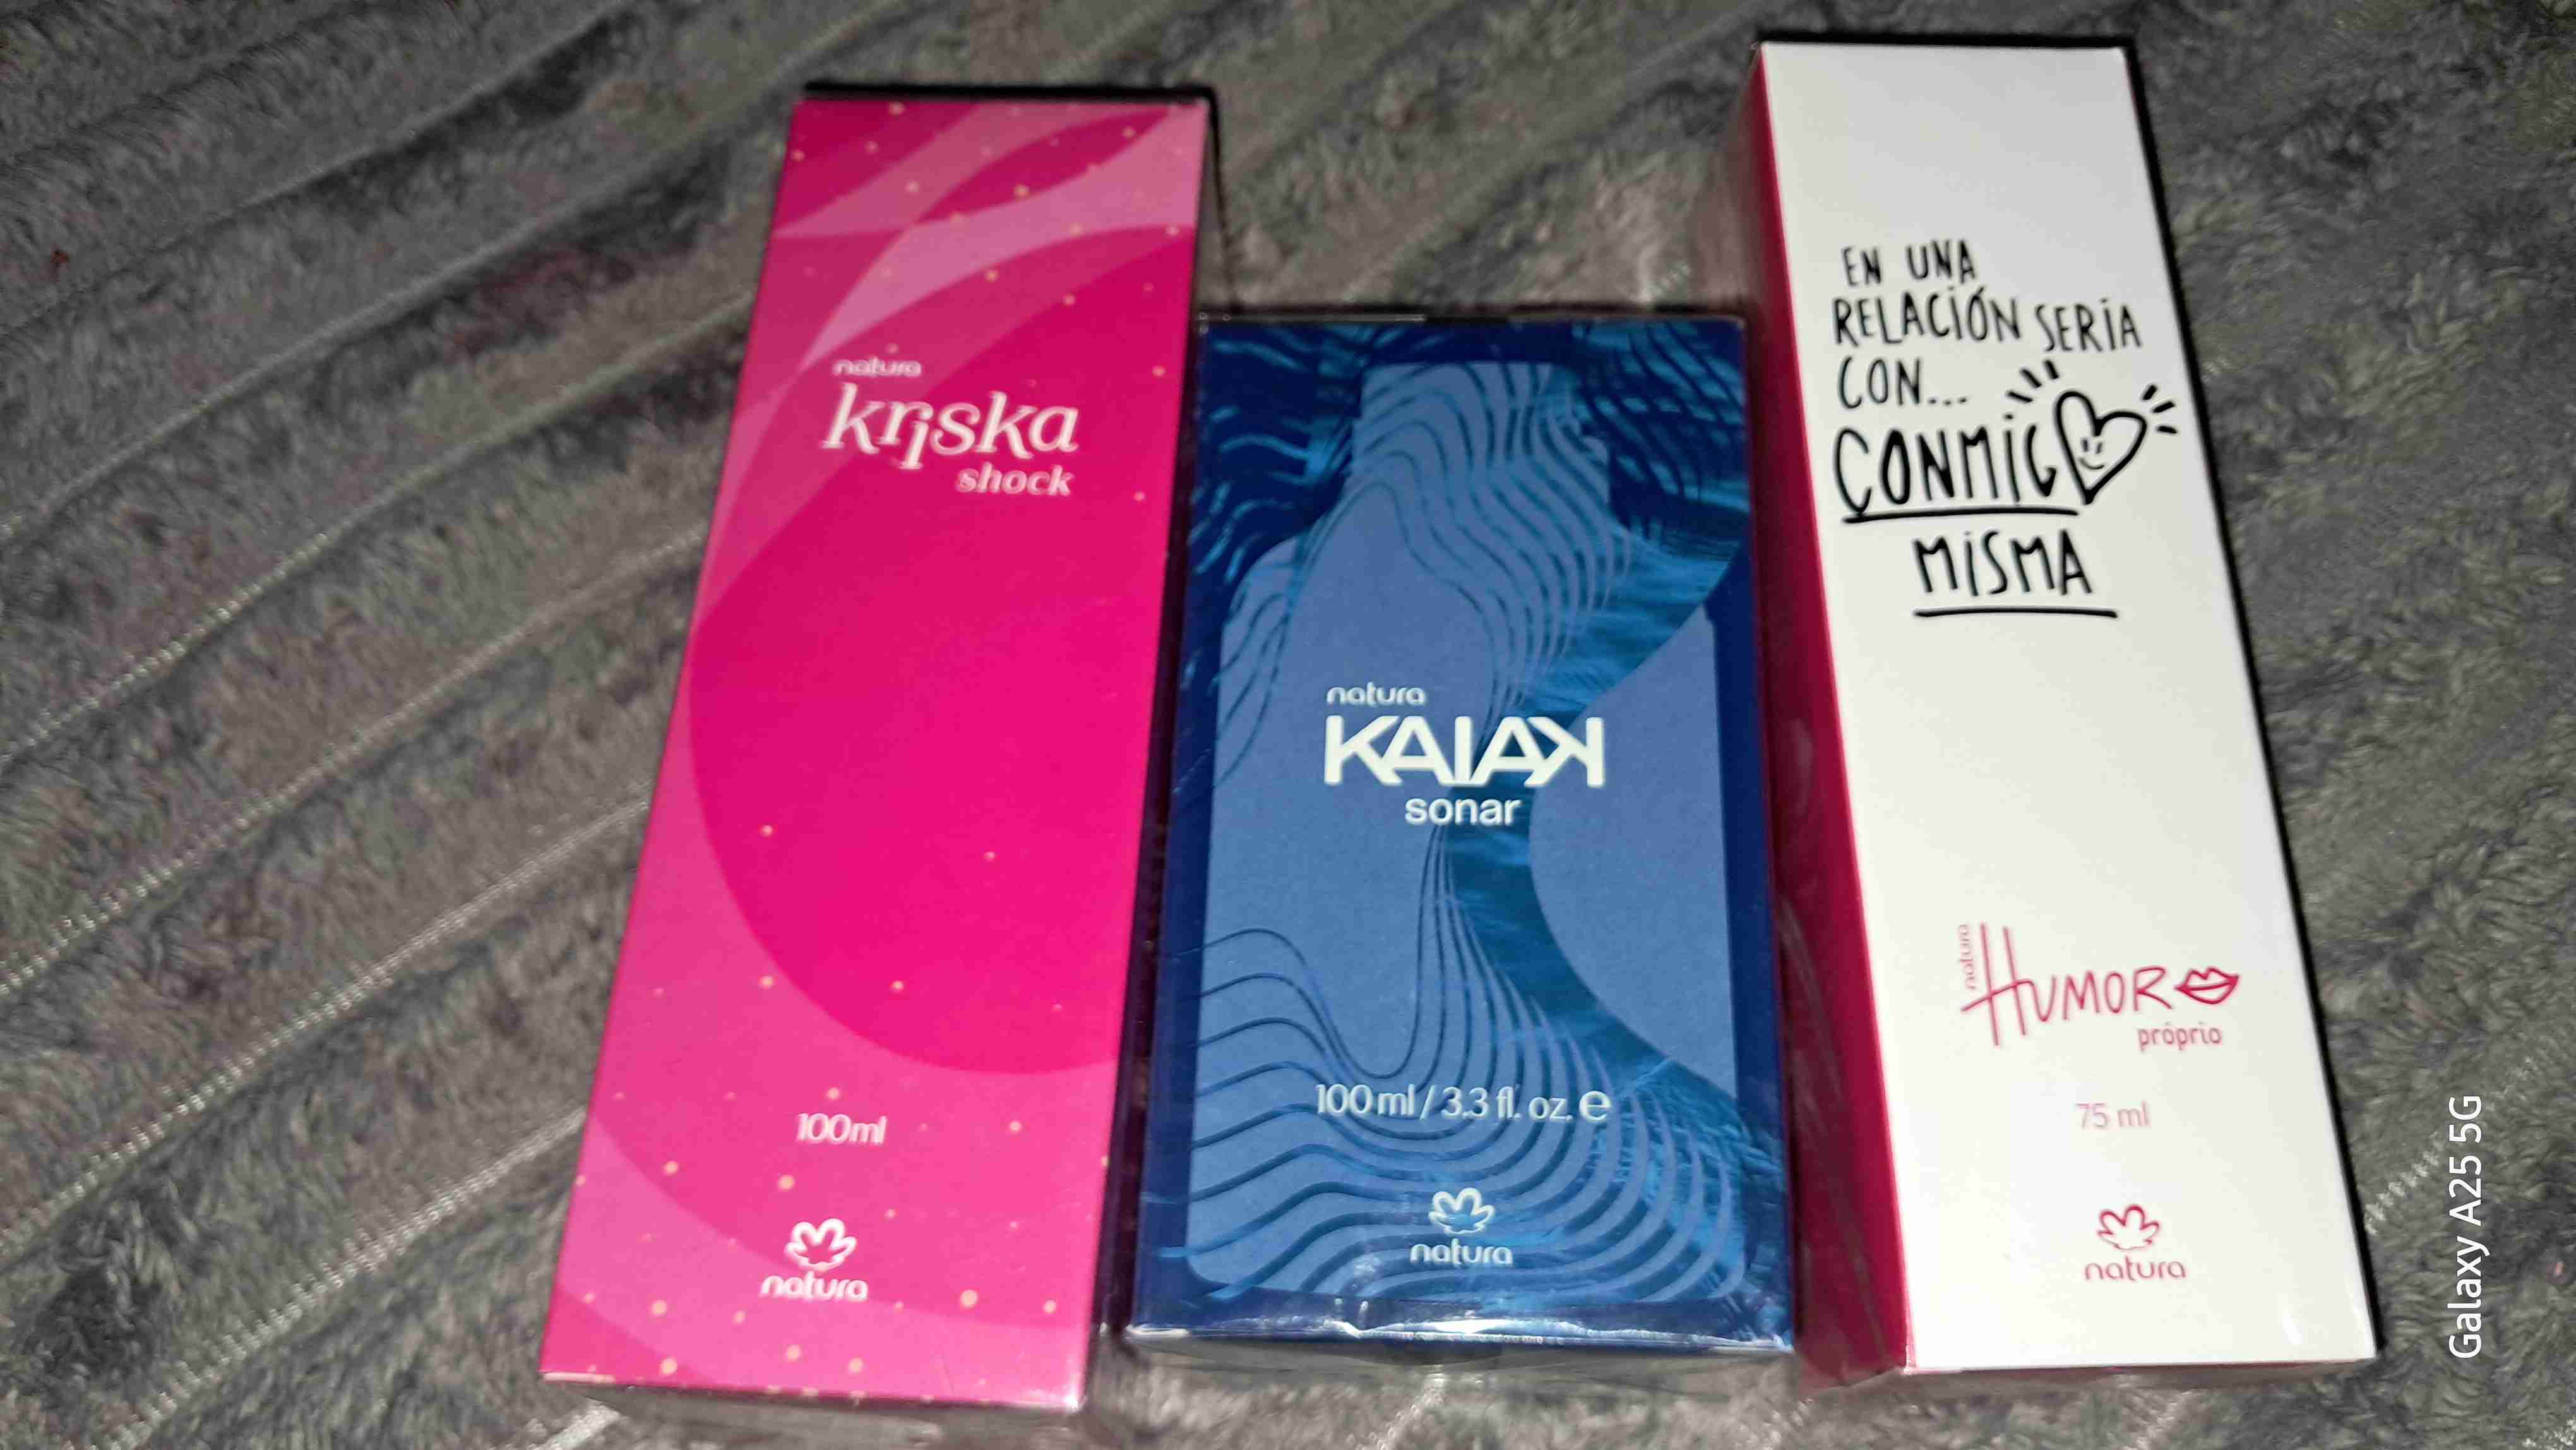 natura
kriska
shock
100ml
natura
natura
KAIAK
sonar
100 ml / 3.3 fl. oz. e
natura
EN UNA
RELACIÓN SERÍA
CON...
CONMIGO
MISMA
natura
HUMOR
próprio
75 ml
natura
Galaxy A25 5G